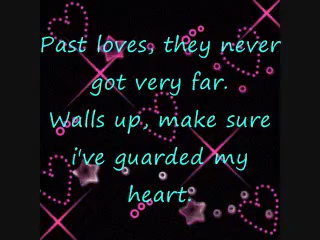 Past loves, they never
got very far.
Walls up, make sure
i've guarded my
heart.